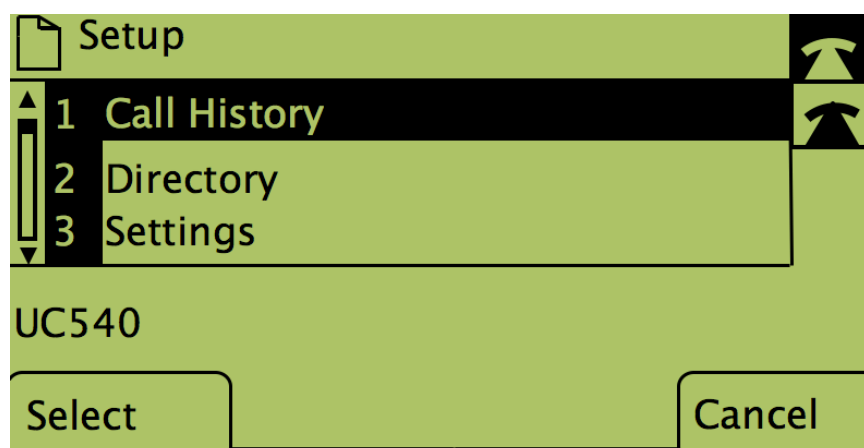 Setup
1 Call History
2 Directory
3 Settings
UC540
Select Cancel